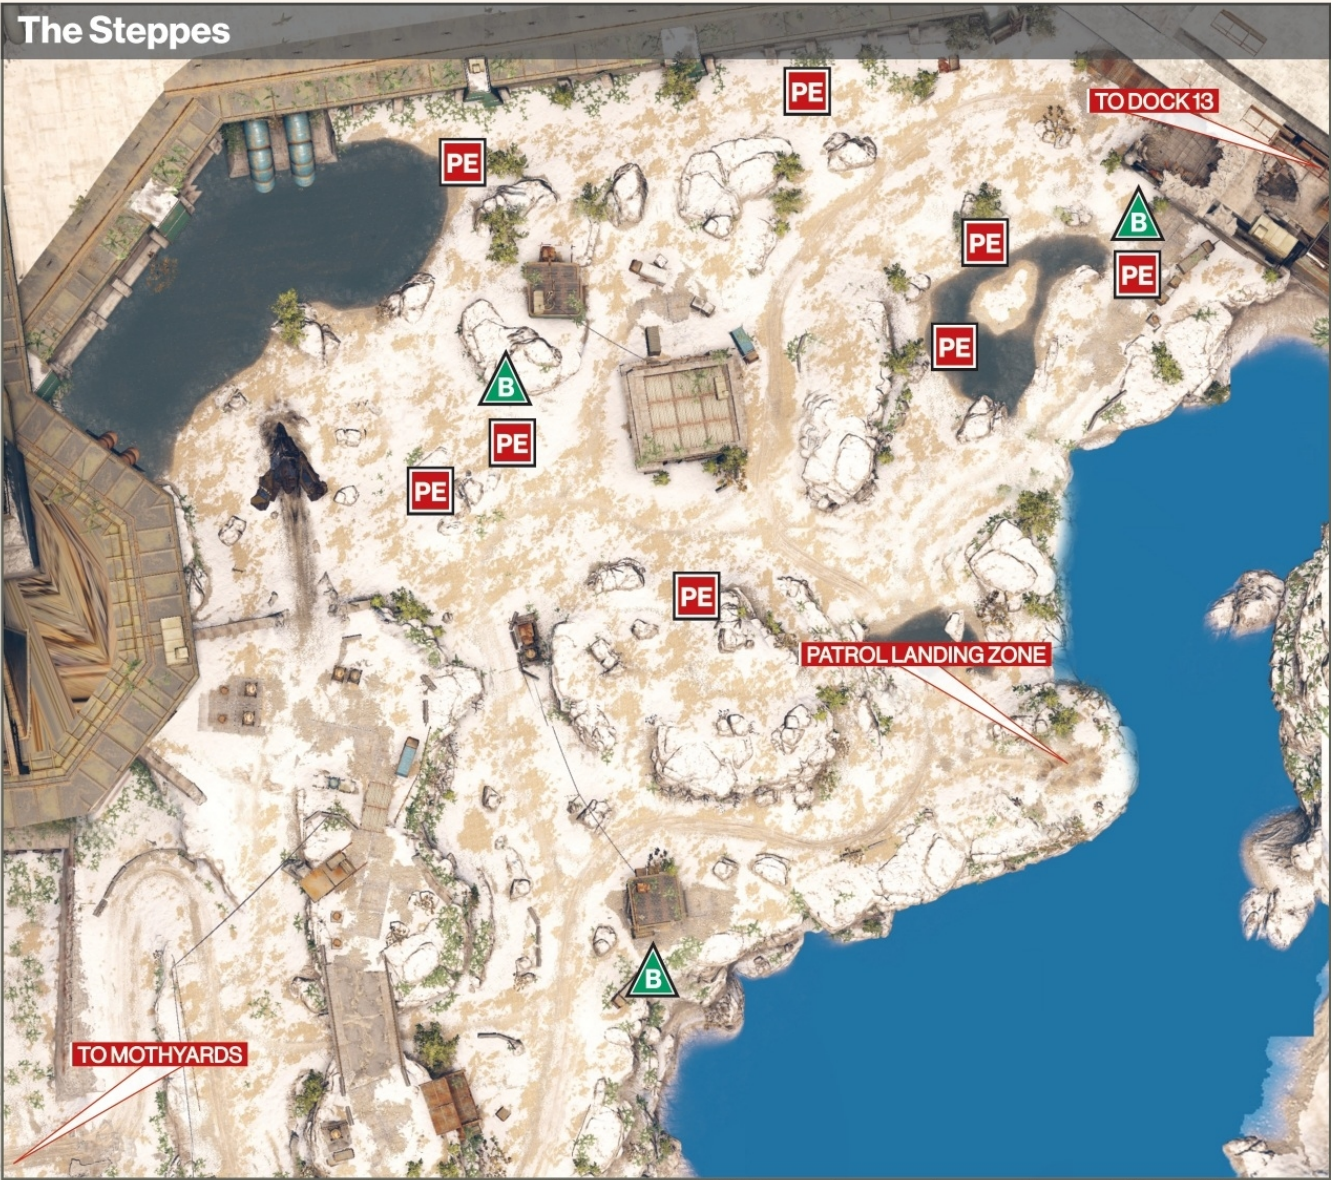 The Steppes
PE
TO DOCK 13
PE
B
PE
PE
PE
B
PE
PE
PE
PATROL LANDING ZONE
B
TO MOTHYARDS